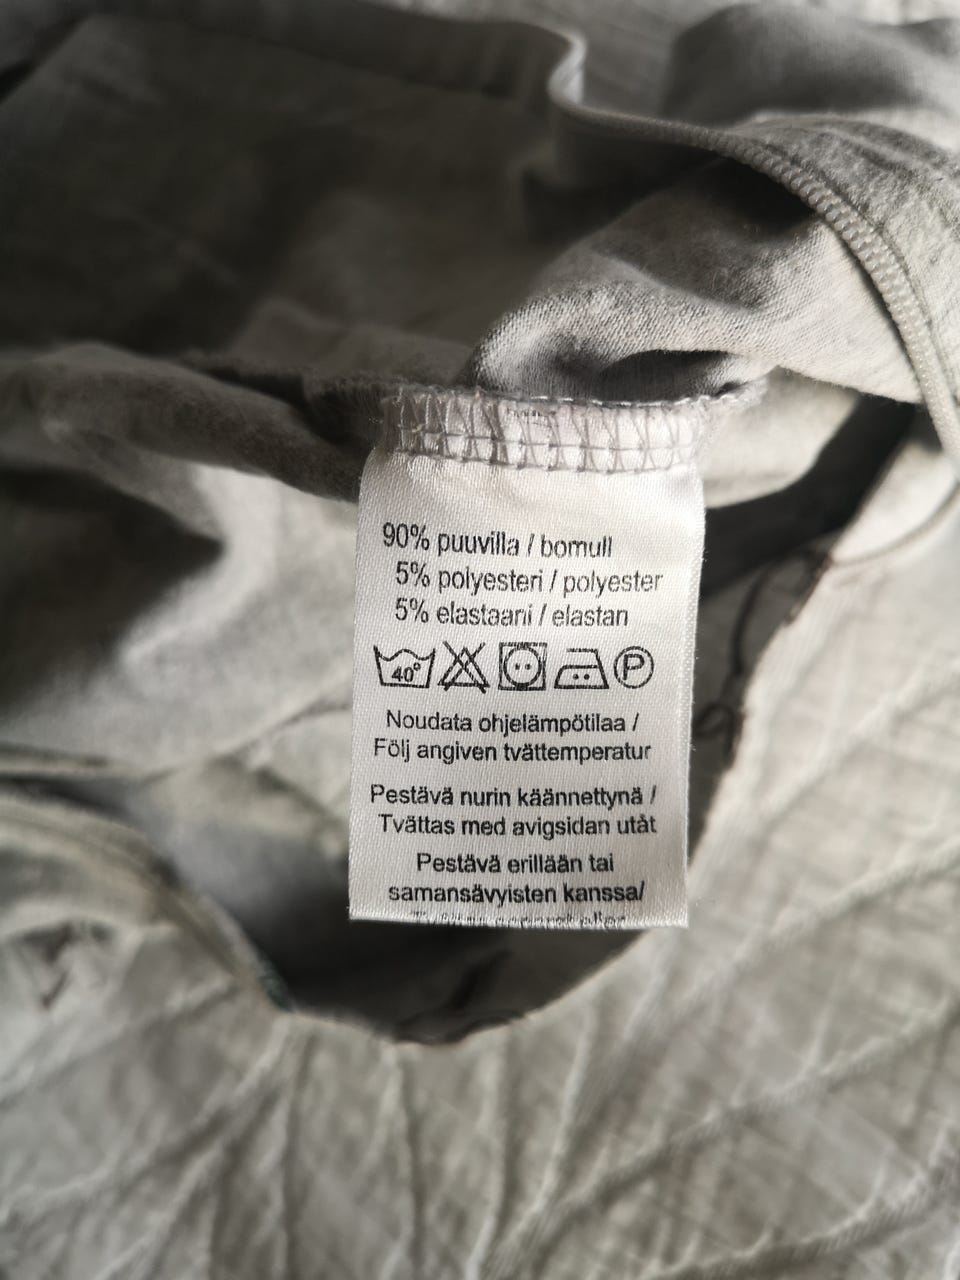 90% puuvilla / bomull
5% polyesteri / polyester
5% elastaani / elastan
40° P
Noudata ohjelämpötilaa /
Följ angiven tvättemperatur
Pestävä nurin käännettynä /
Tvättas med avigsidan utåt
Pestävä erillään tai
samansävyisten kanssa/